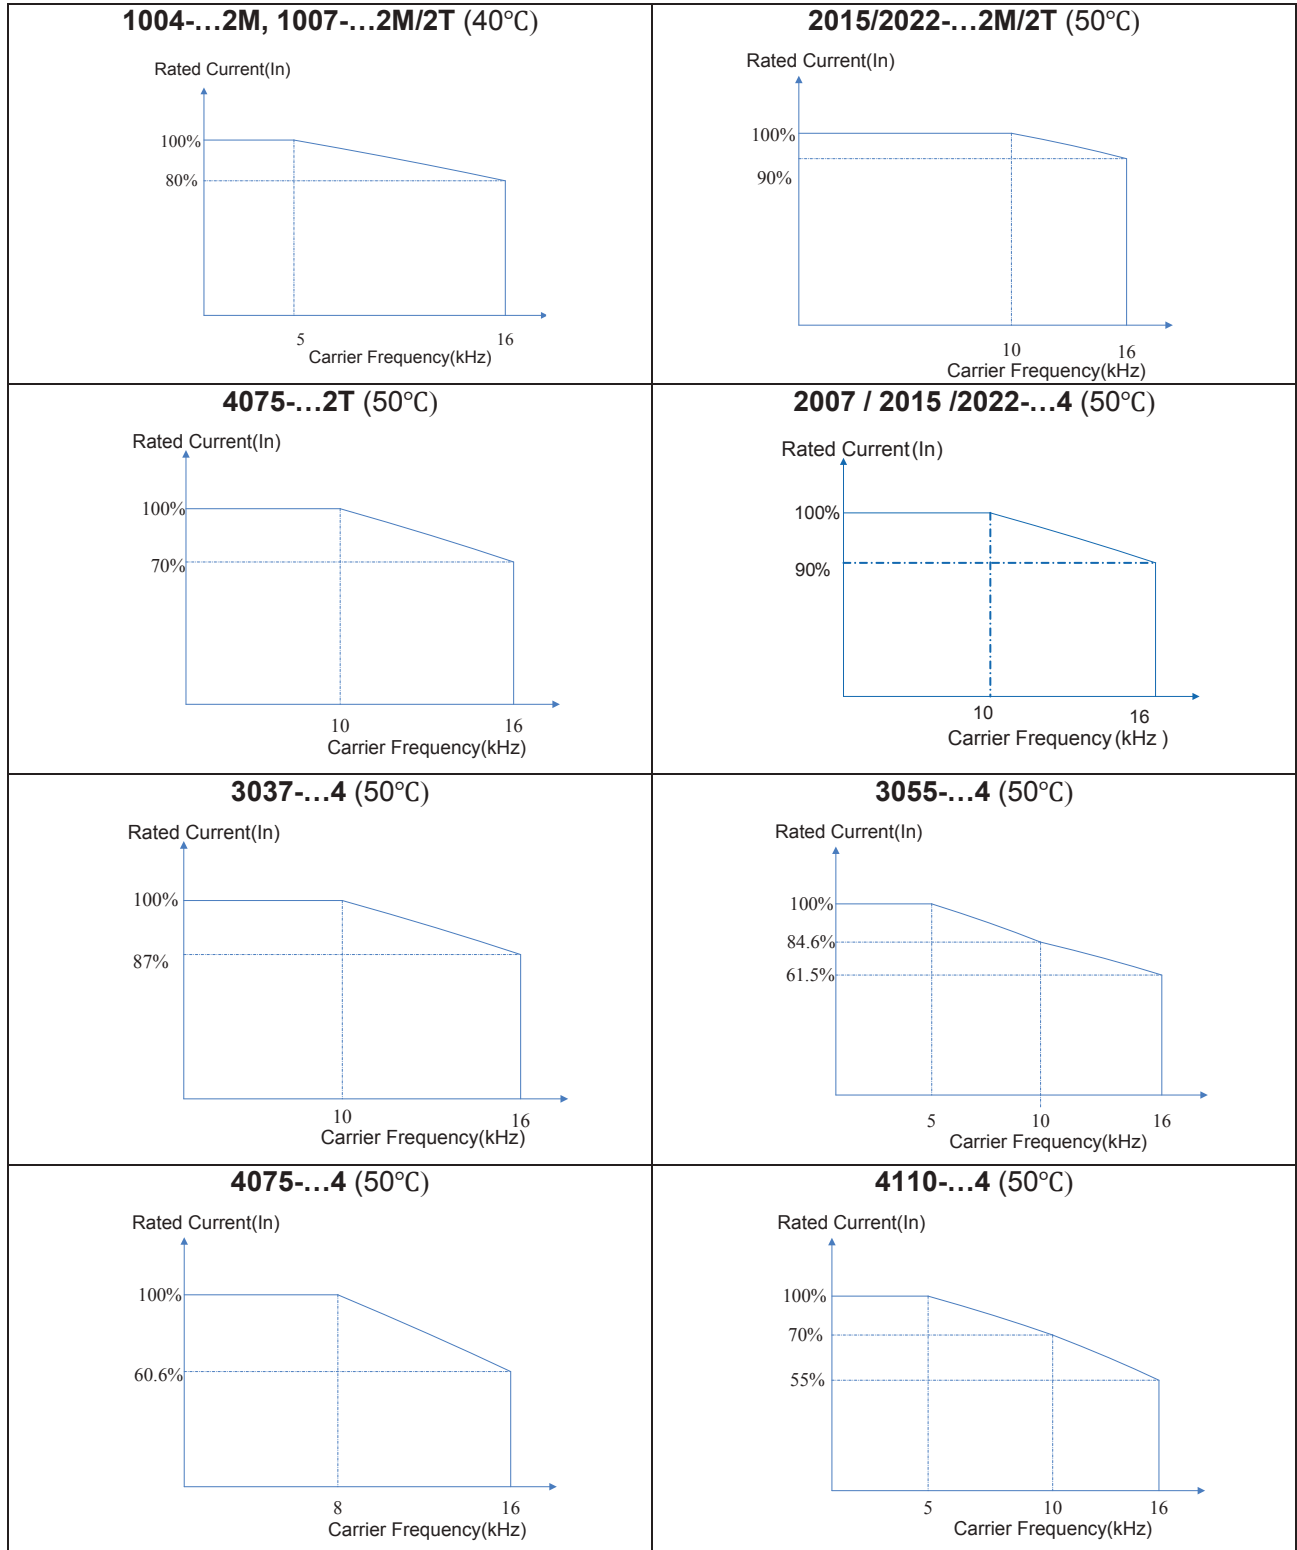 1004-…2M, 1007-…2M/2T (40℃)
Rated Current(In)
100%
80%
5
16
Carrier Frequency(kHz)
2015/2022-…2M/2T (50℃)
Rated Current(In)
100%
90%
10
16
Carrier Frequency(kHz)
4075-…2T (50℃)
Rated Current(In)
100%
70%
10
16
Carrier Frequency(kHz)
2007 / 2015 /2022-…4 (50℃)
Rated Current (In)
100%
90%
10
16
Carrier Frequency (kHz )
3037-…4 (50℃)
Rated Current(In)
100%
87%
10
16
Carrier Frequency(kHz)
3055-…4 (50℃)
Rated Current(In)
100%
84.6%
61.5%
5
10
16
Carrier Frequency(kHz)
4075-…4 (50℃)
Rated Current(In)
100%
60.6%
8
16
Carrier Frequency(kHz)
4110-…4 (50℃)
Rated Current(In)
100%
70%
55%
5
10
16
Carrier Frequency(kHz)